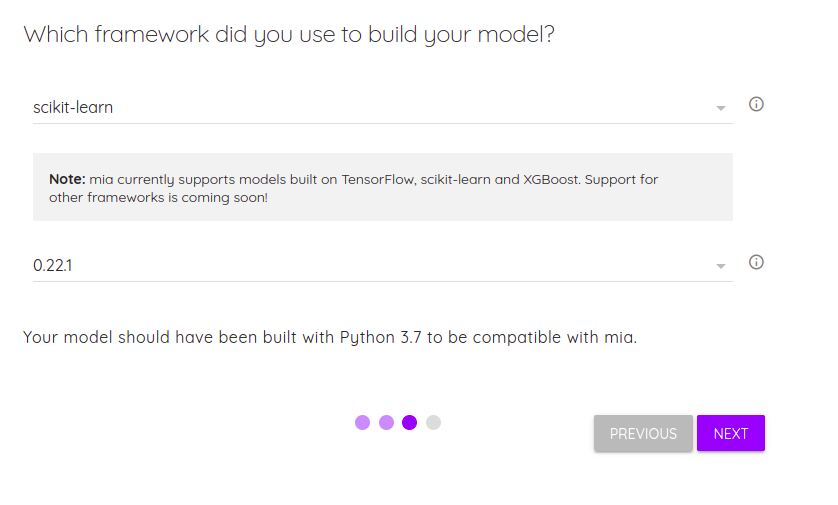 Which framework did you use to build your model?
scikit-learn
Note: mia currently supports models built on TensorFlow, scikit-learn and XGBoost. Support for
other frameworks is coming soon!
0.22.1
Your model should have been built with Python 3.7 to be compatible with mia.
PREVIOUS NEXT